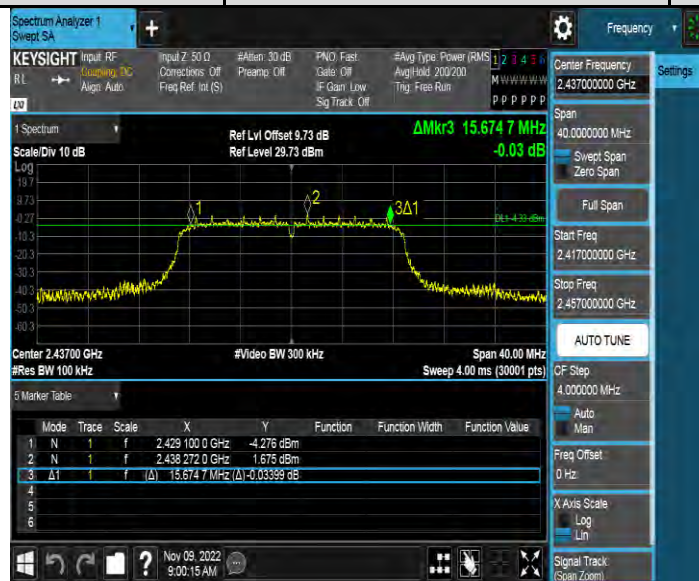 Spectrum Analyzer 1
Swept SA
+
Frequency
KEYSIGHT Input: RF Input Z: 50 Ω #Atten: 30 dB PNO: Fast #Avg Type: Power (RMS 1 2 3 4 5 6
RL Coupling: DC Corrections: Off Preamp: Off Gate: Off Avg|Hold: 200/200 M W W W W W
Align: Auto Freq Ref: Int (S) IF Gain: Low Trig: Free Run
Sig Track: Off P P P P P P
LXI
1 Spectrum
Scale/Div 10 dB
Ref Lvl Offset 9.73 dB
Ref Level 29.73 dBm
ΔMkr3 15.674 7 MHz
-0.03 dB
Log
19.7
9.73
-0.27
-10.3
-20.3
-30.3
-40.3
-50.3
-60.3
1
2
3Δ1
DL1 -4.33 dBm
Center 2.43700 GHz #Video BW 300 kHz Span 40.00 MHz
#Res BW 100 kHz Sweep 4.00 ms (30001 pts)
5 Marker Table
Mode Trace Scale X Y Function Function Width Function Value
1 N 1 f 2.429 100 0 GHz -4.276 dBm
2 N 1 f 2.438 272 0 GHz 1.675 dBm
3 Δ1 1 f (Δ) 15.674 7 MHz (Δ) -0.03399 dB
4
5
6
?
Nov 09, 2022
9:00:15 AM
Center Frequency
2.437000000 GHz
Settings
Span
40.0000000 MHz
Swept Span
Zero Span
Full Span
Start Freq
2.417000000 GHz
Stop Freq
2.457000000 GHz
AUTO TUNE
CF Step
4.000000 MHz
Auto
Man
Freq Offset
0 Hz
X Axis Scale
Log
Lin
Signal Track
(Span Zoom)